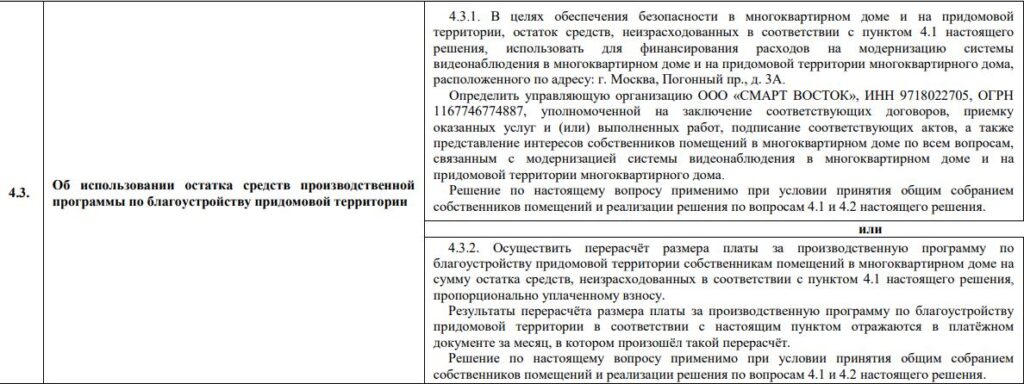 4.3.
Об использовании остатка средств производственной
программы по благоустройству придомовой территории
4.3.1. В целях обеспечения безопасности в многоквартирном доме и на придомовой
территории, остаток средств, неизрасходованных в соответствии с пунктом 4.1 настоящего
решения, использовать для финансирования расходов на модернизацию системы
видеонаблюдения в многоквартирном доме и на придомовой территории многоквартирного дома,
расположенного по адресу: г. Москва, Погонный пр., д. 3А.
Определить управляющую организацию ООО «СМАРТ ВОСТОК», ИНН 9718022705, ОГРН
1167746774887, уполномоченной на заключение соответствующих договоров, приемку
оказанных услуг и (или) выполненных работ, подписание соответствующих актов, а также
представление интересов собственников помещений в многоквартирном доме по всем вопросам,
связанным с модернизацией системы видеонаблюдения в многоквартирном доме и на
придомовой территории многоквартирного дома.
Решение по настоящему вопросу применимо при условии принятия общим собранием
собственников помещений и реализации решения по вопросам 4.1 и 4.2 настоящего решения.
или
4.3.2. Осуществить перерасчёт размера платы за производственную программу по
благоустройству придомовой территории собственникам помещений в многоквартирном доме на
сумму остатка средств, неизрасходованных в соответствии с пунктом 4.1 настоящего решения,
пропорционально уплаченному взносу.
Результаты перерасчёта размера платы за производственную программу по благоустройству
придомовой территории в соответствии с настоящим пунктом отражаются в платёжном
документе за месяц, в котором произошёл такой перерасчёт.
Решение по настоящему вопросу применимо при условии принятия общим собранием
собственников помещений и реализации решения по вопросам 4.1 и 4.2 настоящего решения.